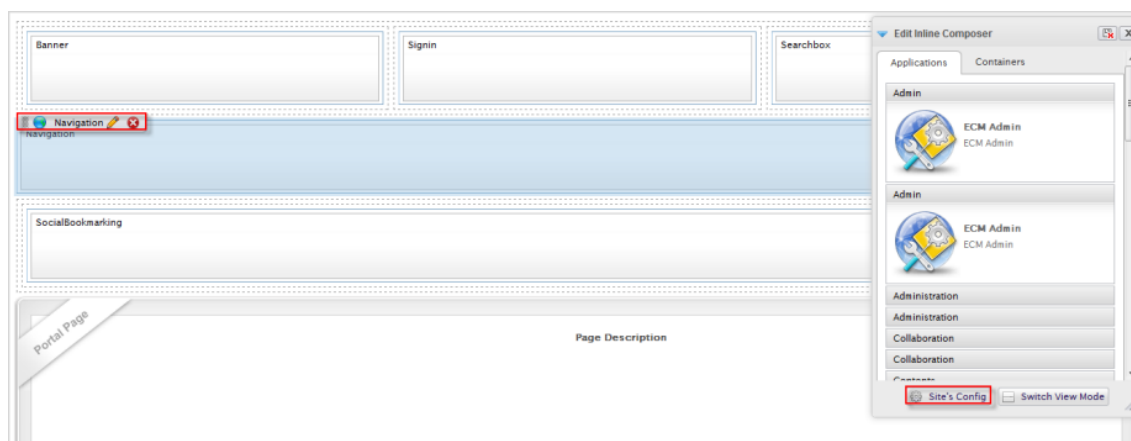 Banner
Signin
Searchbox
Navigation
Navigation
SocialBookmarking
Portal Page
Page Description
Edit Inline Composer
Applications
Containers
Admin
ECM Admin
ECM Admin
Admin
ECM Admin
ECM Admin
Administration
Administration
Collaboration
Collaboration
Contents
Site's Config
Switch View Mode